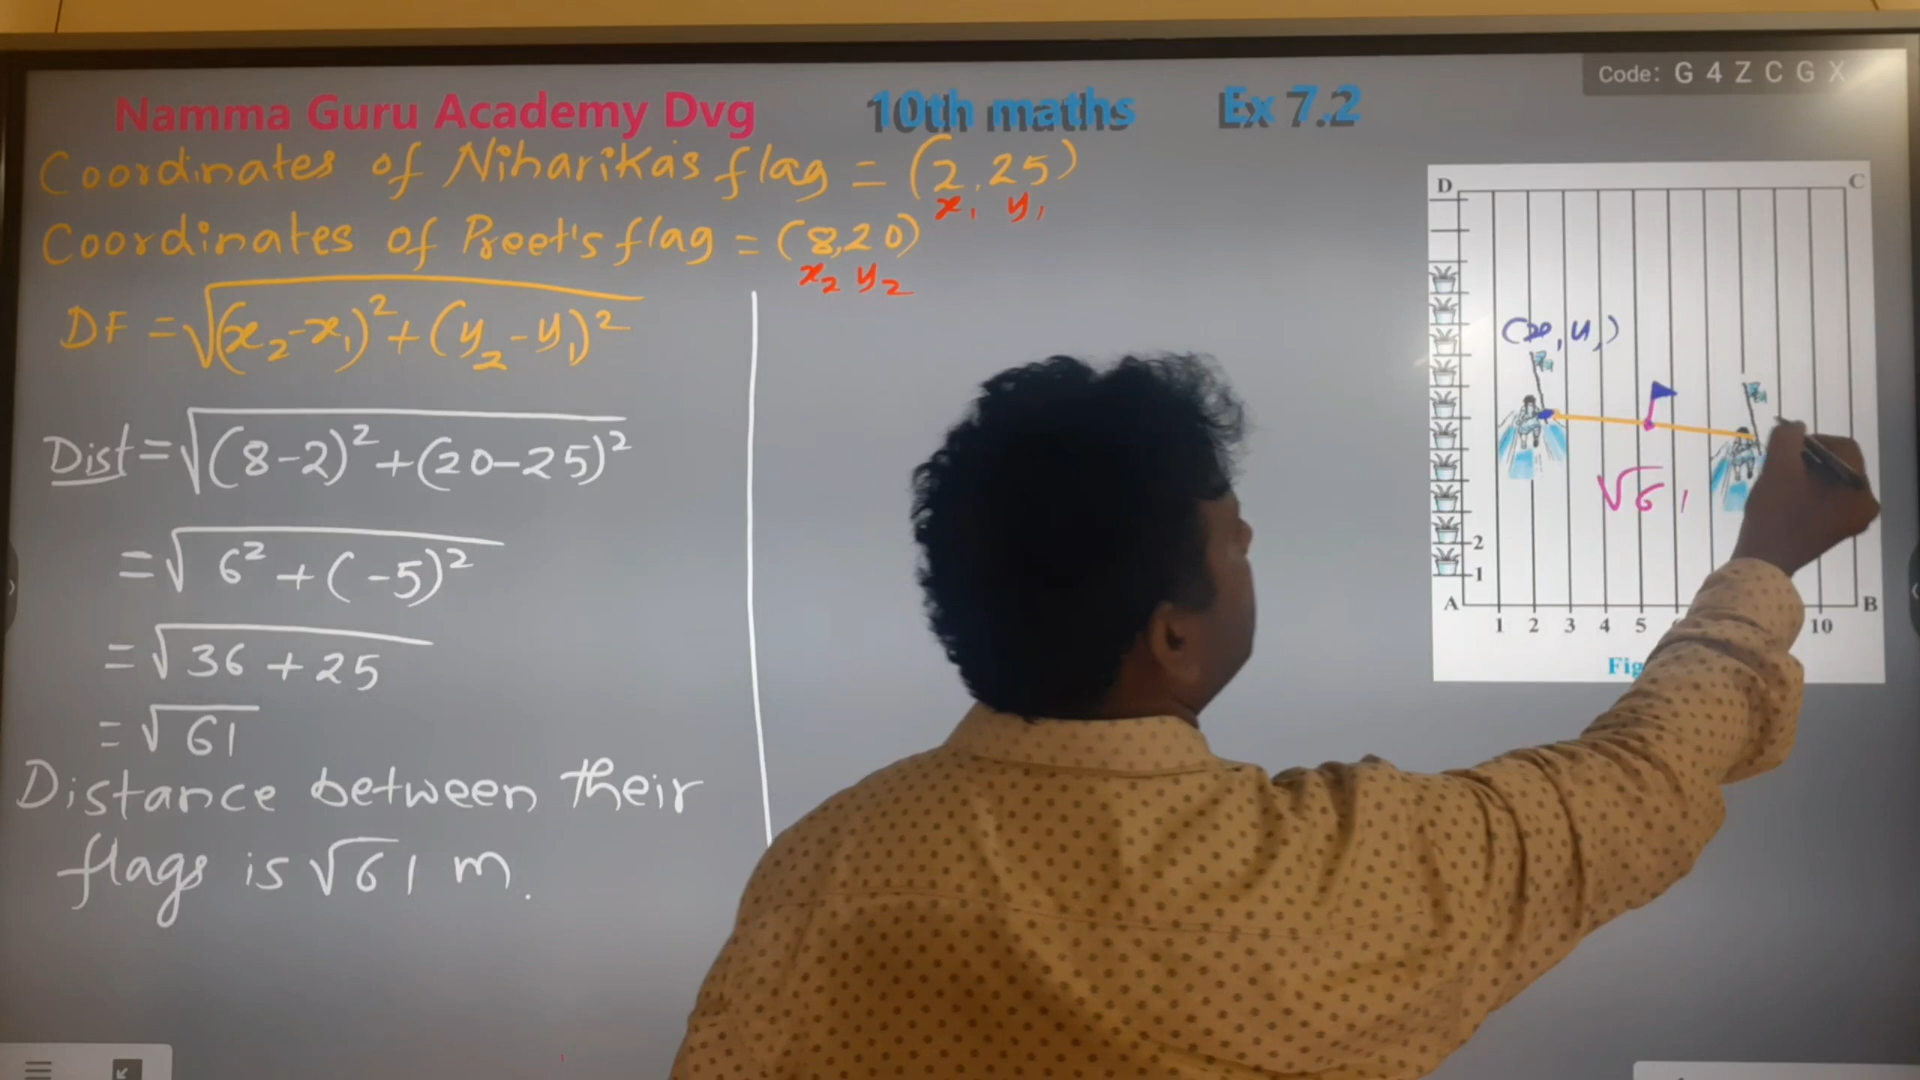 Code: G4ZCGX
Namma Guru Academy Dvg 10th maths Ex 7.2
Coordinates of Niharika's flag = (2,25)
x₁ y₁
Coordinates of Preet's flag = (8,20)
x₂ y₂
DF = √(x₂-x₁)²+(y₂-y₁)²
Dist = √(8-2)²+(20-25)²
= √6²+(-5)²
= √36+25
= √61
Distance between their
flags is √61 m.
D C
√61
2
1
A B
1 2 3 4 5 10